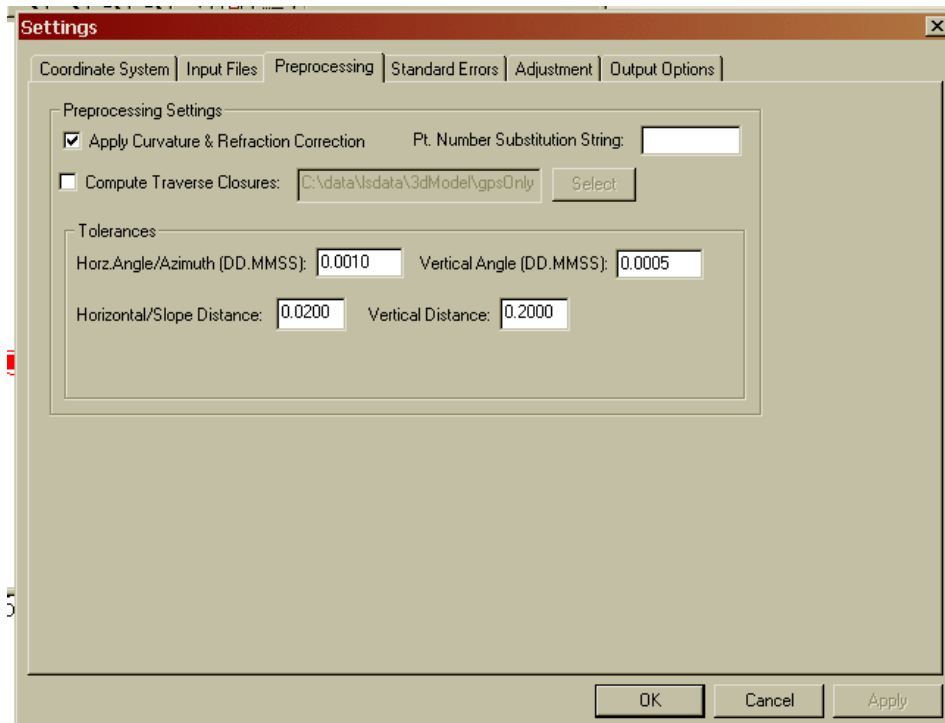 Settings
Coordinate System Input Files Preprocessing Standard Errors Adjustment Output Options
Preprocessing Settings
Apply Curvature & Refraction Correction Pt. Number Substitution String:
Compute Traverse Closures: C:\data\lsdata\3dModel\gpsOnly Select
Tolerances
Horz.Angle/Azimuth (DD.MMSS): 0.0010 Vertical Angle (DD.MMSS): 0.0005
Horizontal/Slope Distance: 0.0200 Vertical Distance: 0.2000
OK Cancel Apply